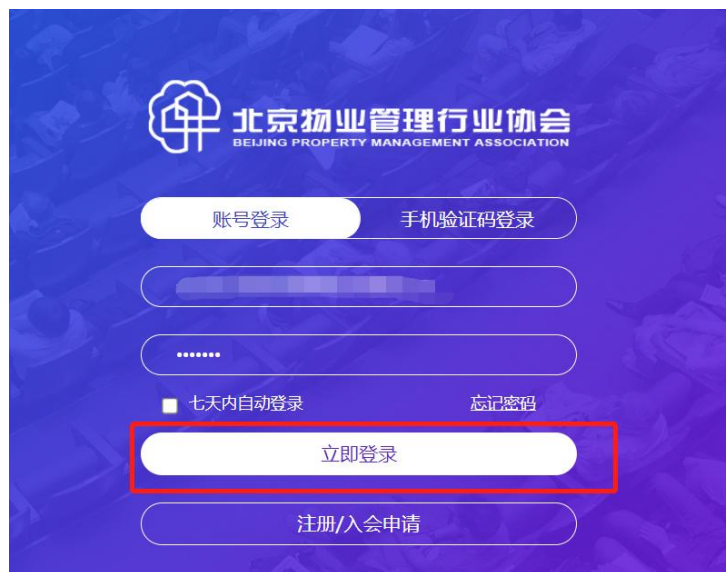 北京物业管理行业协会
BEIJING PROPERTY MANAGEMENT ASSOCIATION
账号登录 手机验证码登录
•••••••
七天内自动登录 忘记密码
立即登录
注册/入会申请